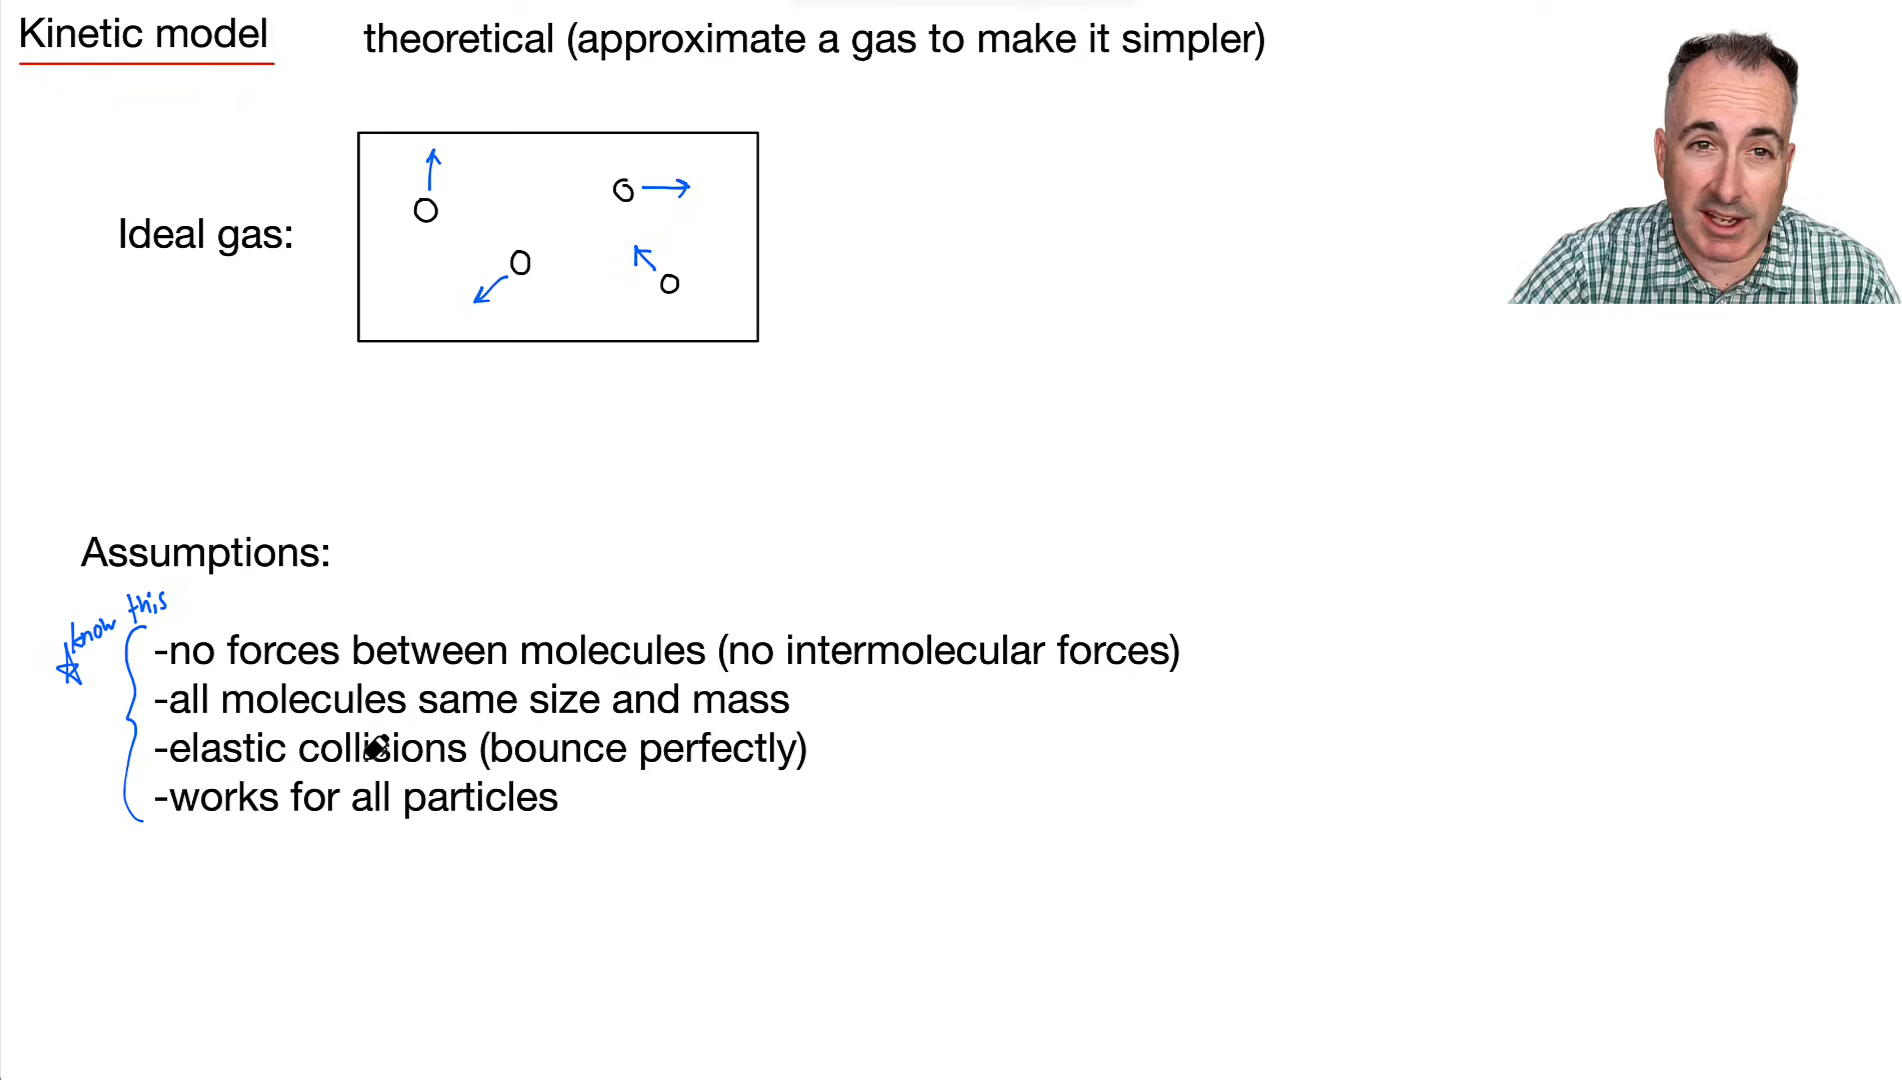 Kinetic model theoretical (approximate a gas to make it simpler)
Ideal gas:
Assumptions:
know this
-no forces between molecules (no intermolecular forces)
-all molecules same size and mass
-elastic collisions (bounce perfectly)
-works for all particles